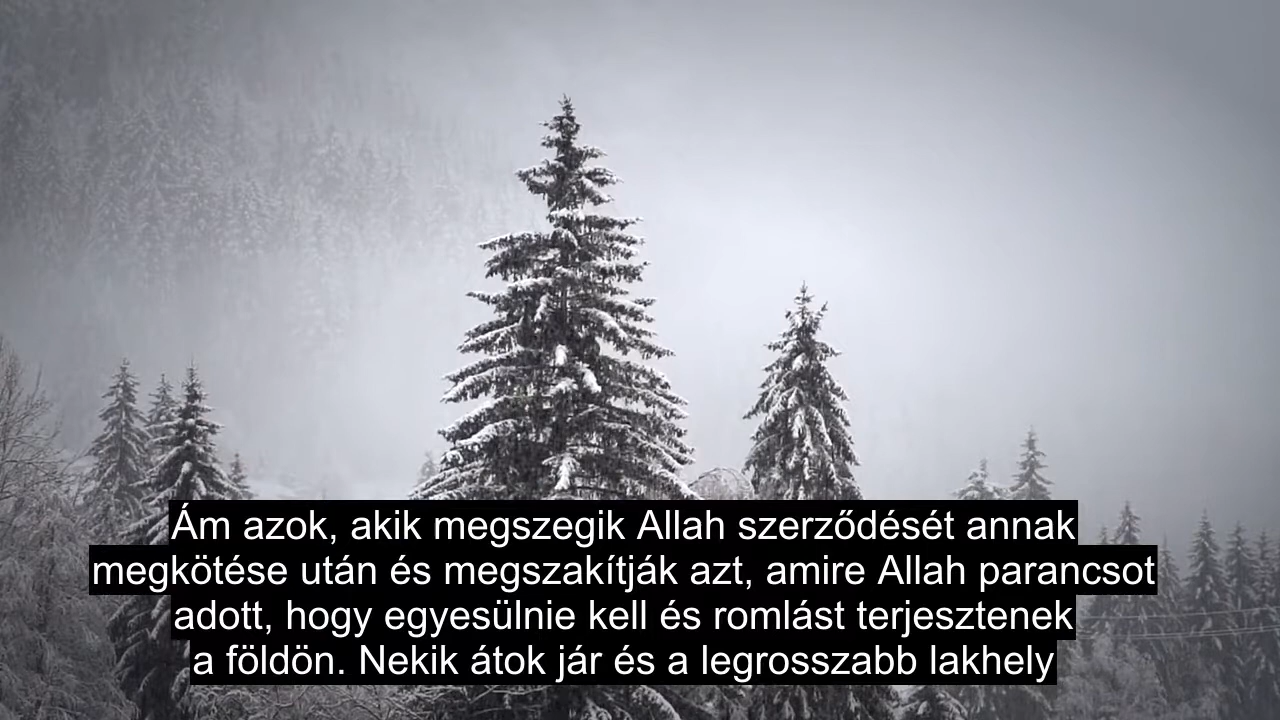 Ám azok, akik megszegik Allah szerződését annak
megkötése után és megszakítják azt, amire Allah parancsot
adott, hogy egyesülnie kell és romlást terjesztenek
a földön. Nekik átok jár és a legrosszabb lakhely